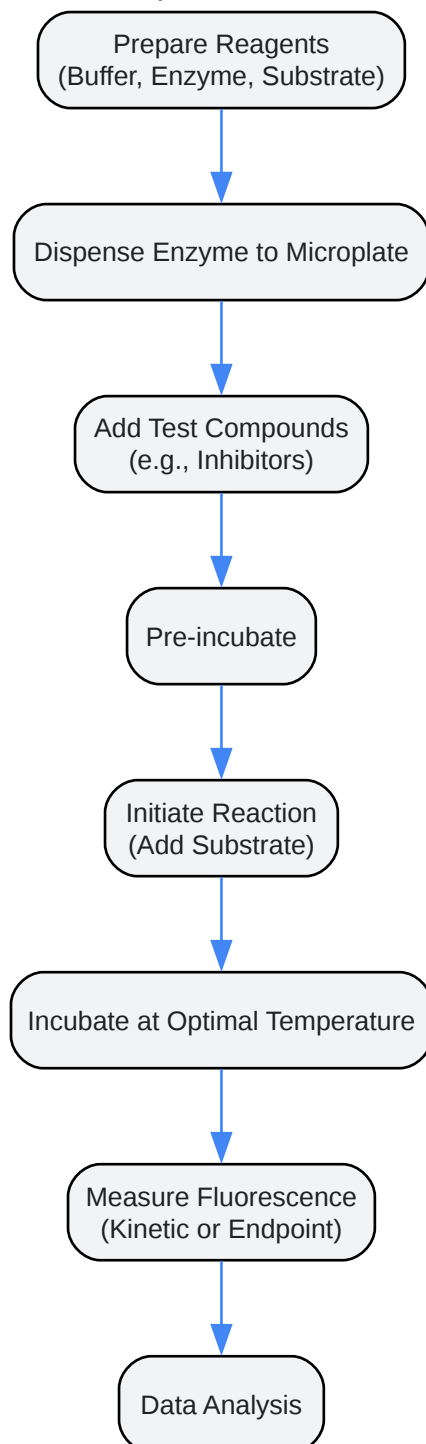 Prepare Reagents
(Buffer, Enzyme, Substrate)
Dispense Enzyme to Microplate
Add Test Compounds
(e.g., Inhibitors)
Pre-incubate
Initiate Reaction
(Add Substrate)
Incubate at Optimal Temperature
Measure Fluorescence
(Kinetic or Endpoint)
Data Analysis